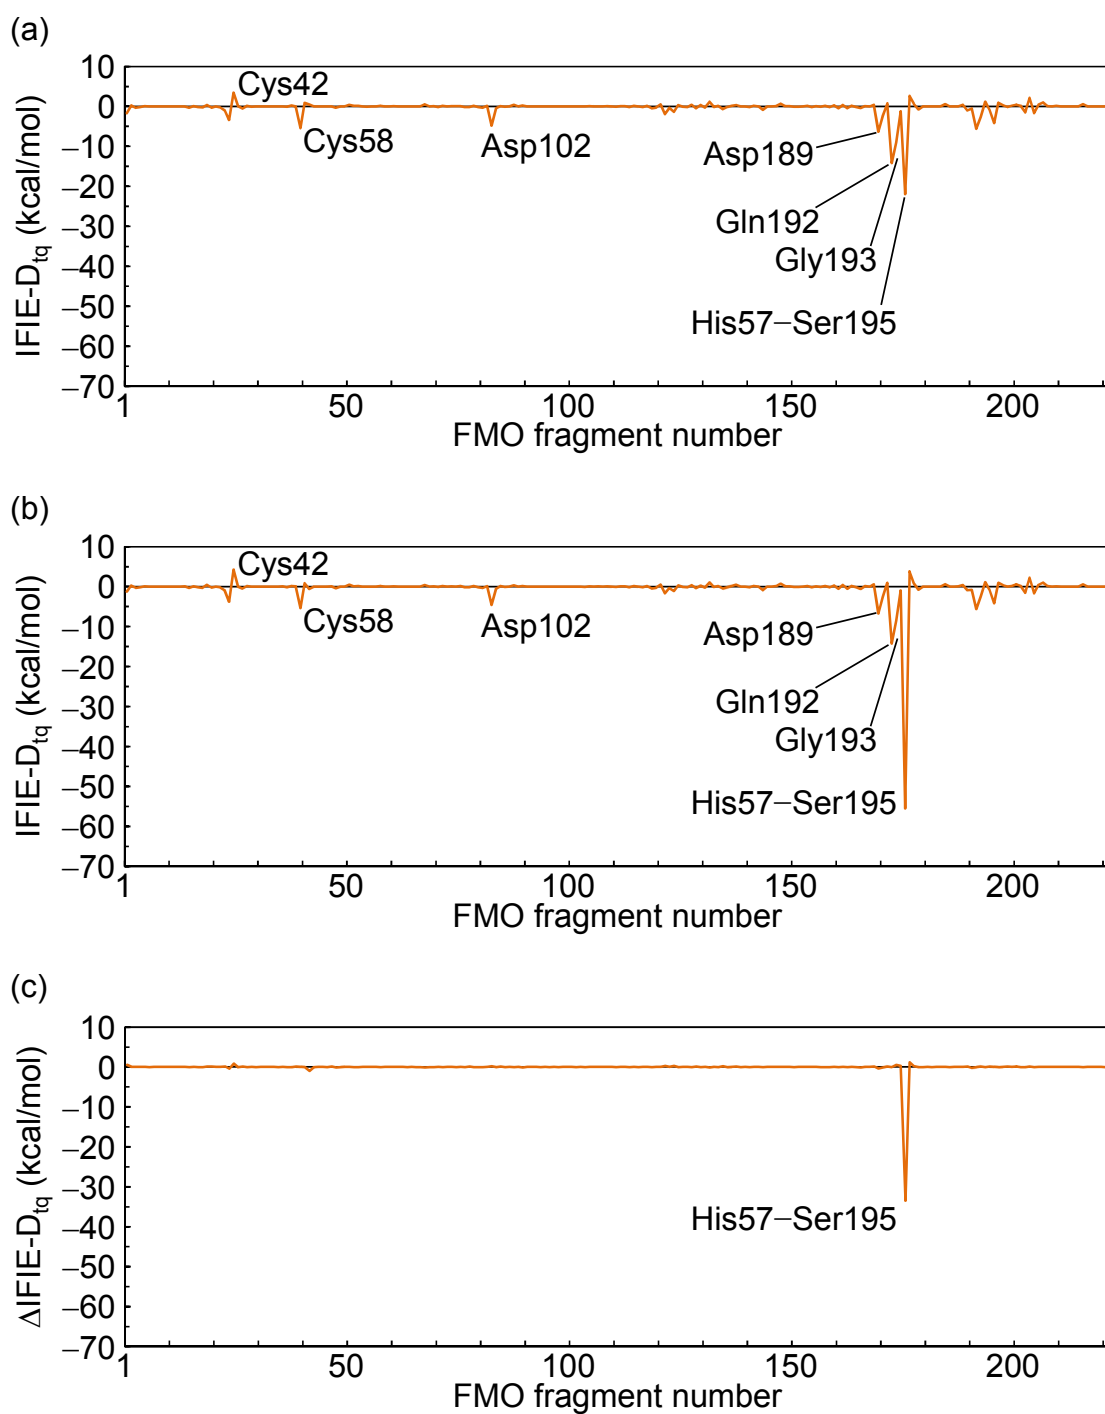 (a)
10
0
−10
−20
−30
−40
−50
−60
−70
IFIE-Dtq (kcal/mol)
Cys42
Cys58
Asp102
Asp189
Gln192
Gly193
His57−Ser195
1 50 100 150 200
FMO fragment number
(b)
10
0
−10
−20
−30
−40
−50
−60
−70
IFIE-Dtq (kcal/mol)
Cys42
Cys58
Asp102
Asp189
Gln192
Gly193
His57−Ser195
1 50 100 150 200
FMO fragment number
(c)
10
0
−10
−20
−30
−40
−50
−60
−70
ΔIFIE-Dtq (kcal/mol)
His57−Ser195
1 50 100 150 200
FMO fragment number